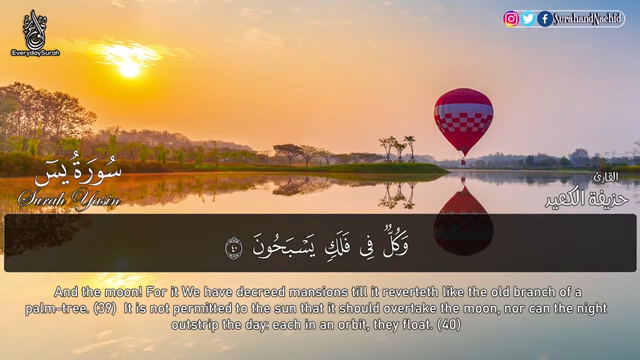 EverydaySurah
SurahandNachid
سُورَةُ يسٓ
Surah Yasin
القارئ
حزيفة الكعيد
وَكُلٌّ فِى فَلَكٍ يَسْبَحُونَ ٤٠
And the moon! For it We have decreed mansions till it reverteth like the old branch of a
palm-tree. (39) It is not permitted to the sun that it should overtake the moon, nor can the night
outstrip the day: each in an orbit, they float. (40)